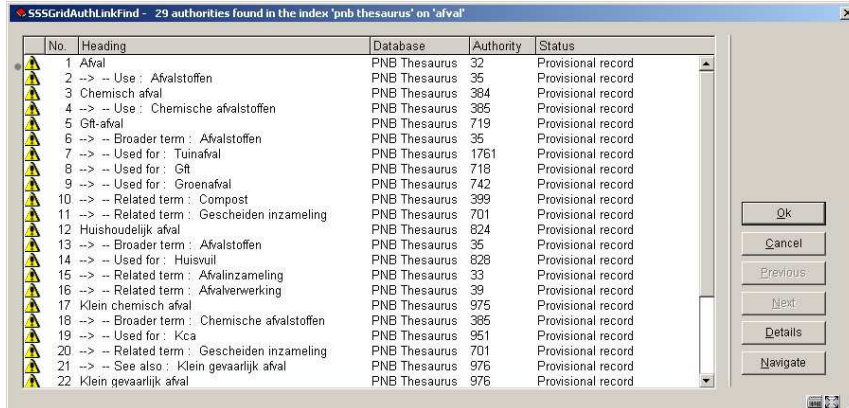 SSSGridAuthLinkFind - 29 authorities found in the index 'pnb thesaurus' on 'afval'
No. Heading Database Authority Status
1 Afval PNB Thesaurus 32 Provisional record
2 --> -- Use : Afvalstoffen PNB Thesaurus 35 Provisional record
3 Chemisch afval PNB Thesaurus 384 Provisional record
4 --> -- Use : Chemische afvalstoffen PNB Thesaurus 385 Provisional record
5 Gft-afval PNB Thesaurus 719 Provisional record
6 --> -- Broader term : Afvalstoffen PNB Thesaurus 35 Provisional record
7 --> -- Used for : Tuinafval PNB Thesaurus 1761 Provisional record
8 --> -- Used for : Gft PNB Thesaurus 718 Provisional record
9 --> -- Used for : Groenafval PNB Thesaurus 742 Provisional record
10 --> -- Related term : Compost PNB Thesaurus 399 Provisional record
11 --> -- Related term : Gescheiden inzameling PNB Thesaurus 701 Provisional record
12 Huishoudelijk afval PNB Thesaurus 824 Provisional record
13 --> -- Broader term : Afvalstoffen PNB Thesaurus 35 Provisional record
14 --> -- Used for : Huisvuil PNB Thesaurus 828 Provisional record
15 --> -- Related term : Afvalinzameling PNB Thesaurus 33 Provisional record
16 --> -- Related term : Afvalverwerking PNB Thesaurus 39 Provisional record
17 Klein chemisch afval PNB Thesaurus 975 Provisional record
18 --> -- Broader term : Chemische afvalstoffen PNB Thesaurus 385 Provisional record
19 --> -- Used for : Kca PNB Thesaurus 951 Provisional record
20 --> -- Related term : Gescheiden inzameling PNB Thesaurus 701 Provisional record
21 --> -- See also : Klein gevaarlijk afval PNB Thesaurus 976 Provisional record
22 Klein gevaarlijk afval PNB Thesaurus 976 Provisional record
Ok
Cancel
Previous
Next
Details
Navigate